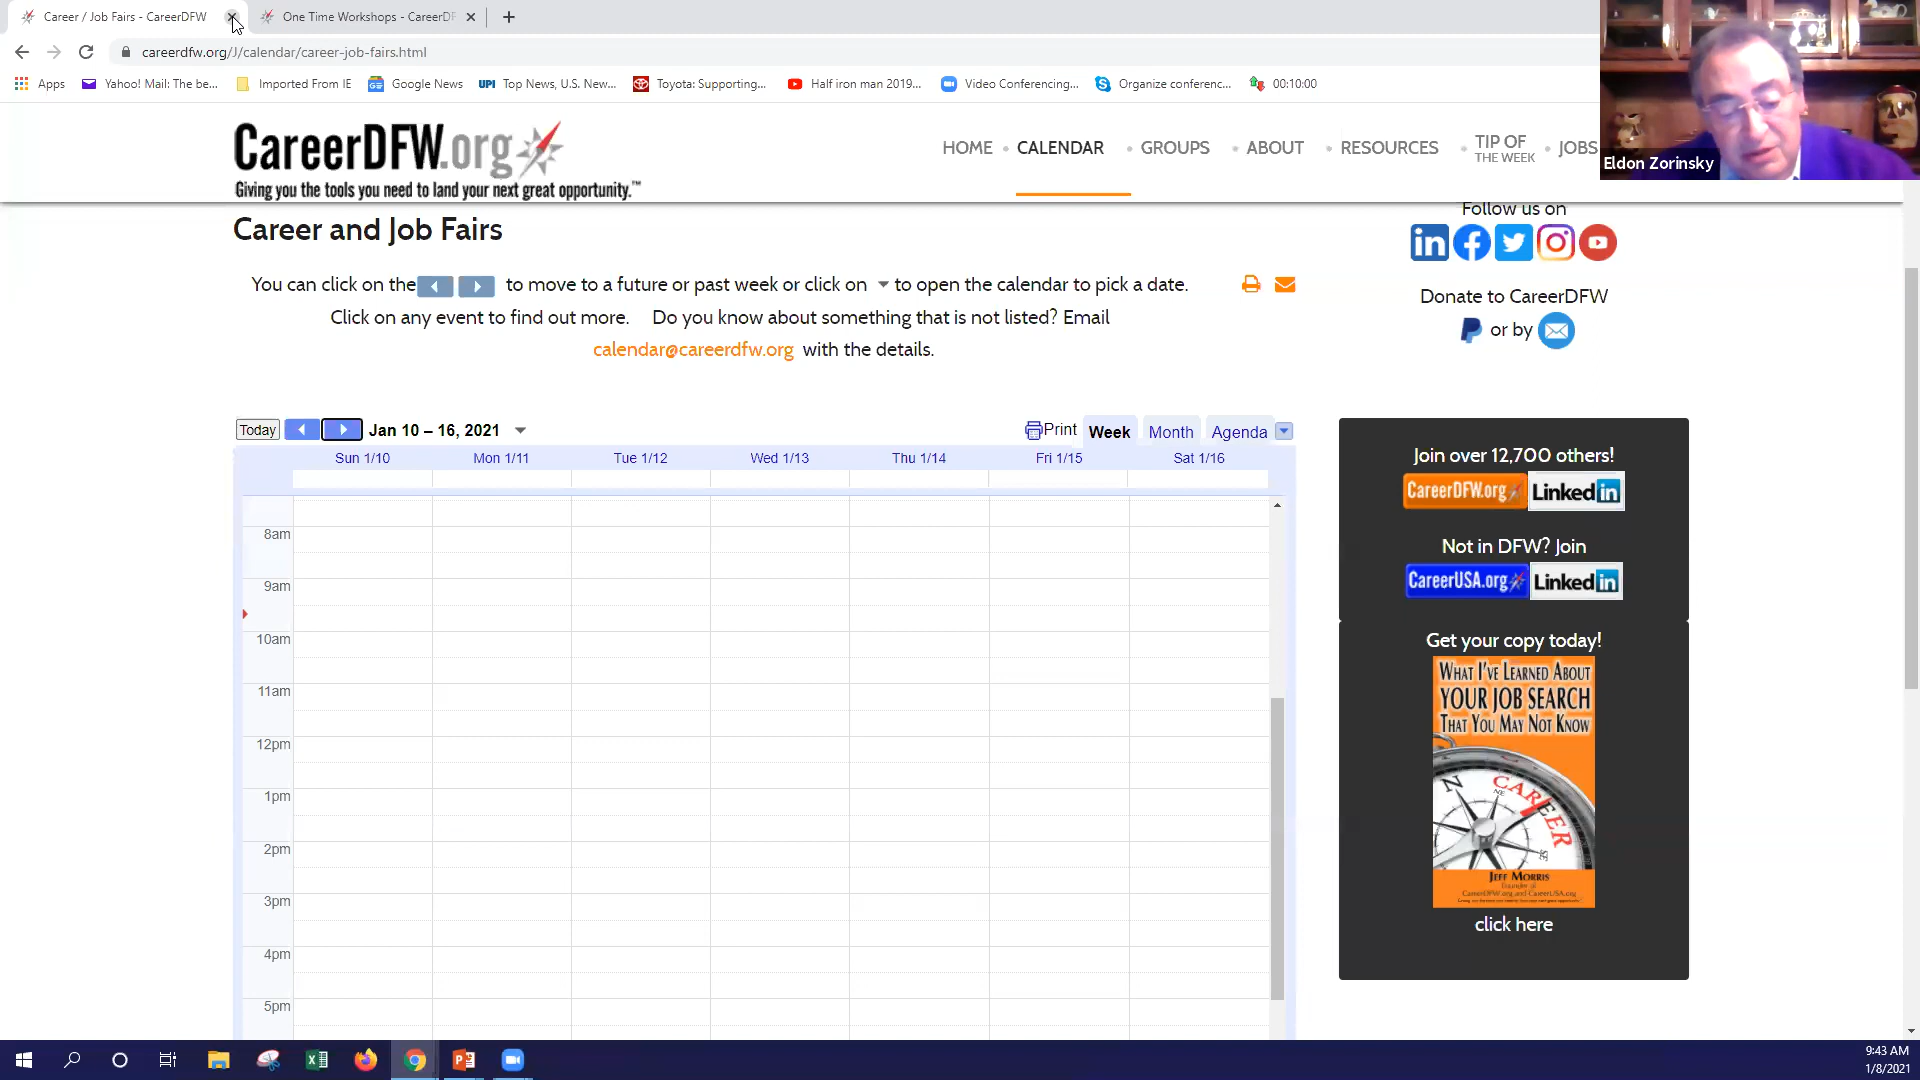 Career / Job Fairs - CareerDFW
One Time Workshops - CareerDF
careerdfw.org/J/calendar/career-job-fairs.html
Apps
Yahoo! Mail: The be...
Imported From IE
Google News
UPI Top News, U.S. New...
Toyota: Supporting...
Half iron man 2019...
Video Conferencing...
Organize conferenc...
00:10:00
CareerDFW.org
Giving you the tools you need to land your next great opportunity.™
HOME
CALENDAR
GROUPS
ABOUT
RESOURCES
TIP OF
THE WEEK
JOBS
Eldon Zorinsky
Career and Job Fairs
You can click on the to move to a future or past week or click on to open the calendar to pick a date.
Click on any event to find out more. Do you know about something that is not listed? Email
calendar@careerdfw.org with the details.
Follow us on
Donate to CareerDFW
or by
Today
Jan 10 – 16, 2021
Print
Week
Month
Agenda
Sun 1/10
Mon 1/11
Tue 1/12
Wed 1/13
Thu 1/14
Fri 1/15
Sat 1/16
8am
9am
10am
11am
12pm
1pm
2pm
3pm
4pm
5pm
Join over 12,700 others!
CareerDFW.org Linked in
Not in DFW? Join
CareerUSA.org Linked in
Get your copy today!
WHAT I'VE LEARNED ABOUT
YOUR JOB SEARCH
THAT YOU MAY NOT KNOW
N
NE
CAREER
JEFF MORRIS
Founder of
CareerDFW.org and CareerUSA.org
click here
9:43 AM
1/8/2021